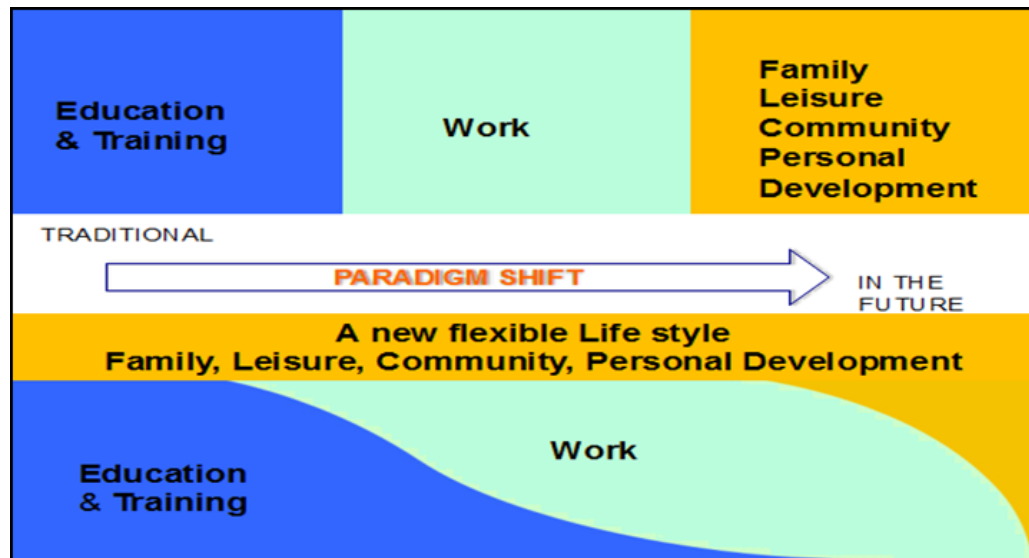 Education
& Training
Work
Family
Leisure
Community
Personal
Development
TRADITIONAL
PARADIGM SHIFT
IN THE
FUTURE
A new flexible Life style
Family, Leisure, Community, Personal Development
Work
Education
& Training